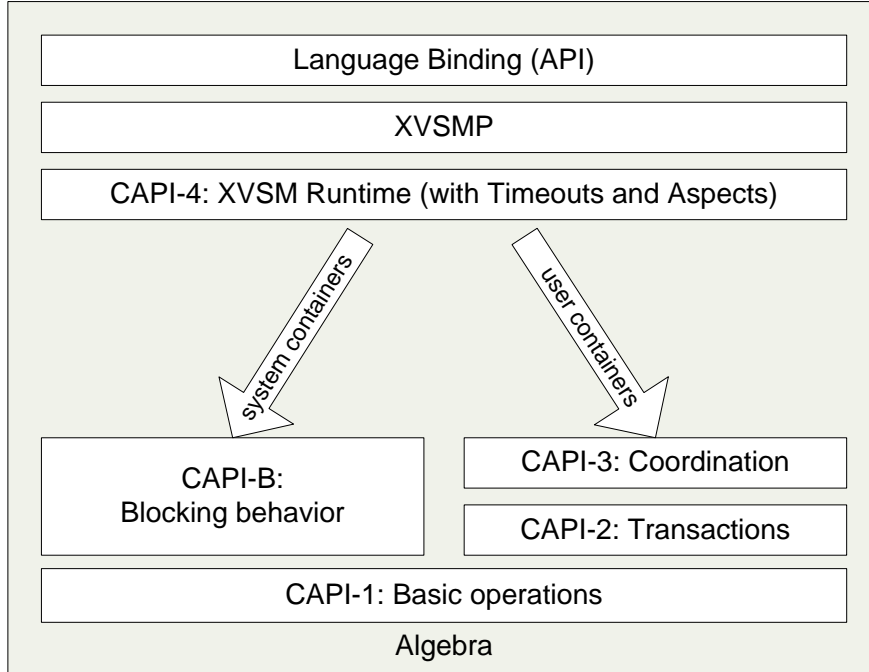 Language Binding (API)
XVSMP
CAPI-4: XVSM Runtime (with Timeouts and Aspects)
system containers
user containers
CAPI-B:
Blocking behavior
CAPI-3: Coordination
CAPI-2: Transactions
CAPI-1: Basic operations
Algebra